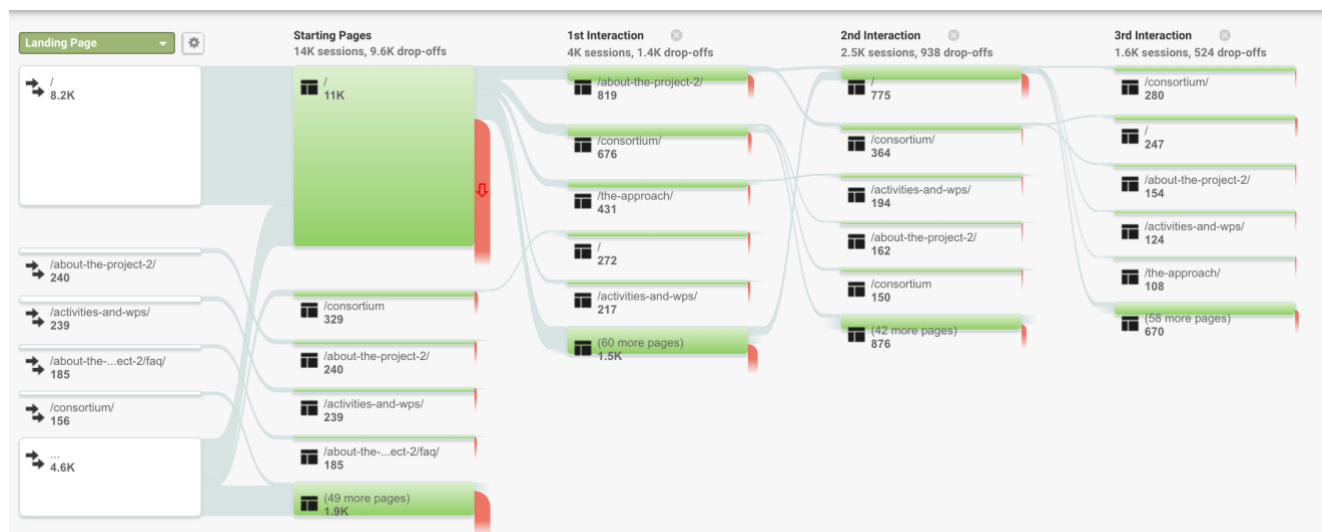 Landing Page
/
8.2K
/about-the-project-2/
240
/activities-and-wps/
239
/about-the-...ect-2/faq/
185
/consortium/
156
...
4.6K
Starting Pages
14K sessions, 9.6K drop-offs
/
11K
/consortium
329
/about-the-project-2/
240
/activities-and-wps/
239
/about-the-...ect-2/faq/
185
(49 more pages)
1.9K
1st Interaction
4K sessions, 1.4K drop-offs
/about-the-project-2/
819
/consortium/
676
/the-approach/
431
/
272
/activities-and-wps/
217
(60 more pages)
1.5K
2nd Interaction
2.5K sessions, 938 drop-offs
/
775
/consortium/
364
/activities-and-wps/
194
/about-the-project-2/
162
/consortium
150
(42 more pages)
876
3rd Interaction
1.6K sessions, 524 drop-offs
/consortium/
280
/
247
/about-the-project-2/
154
/activities-and-wps/
124
/the-approach/
108
(58 more pages)
670